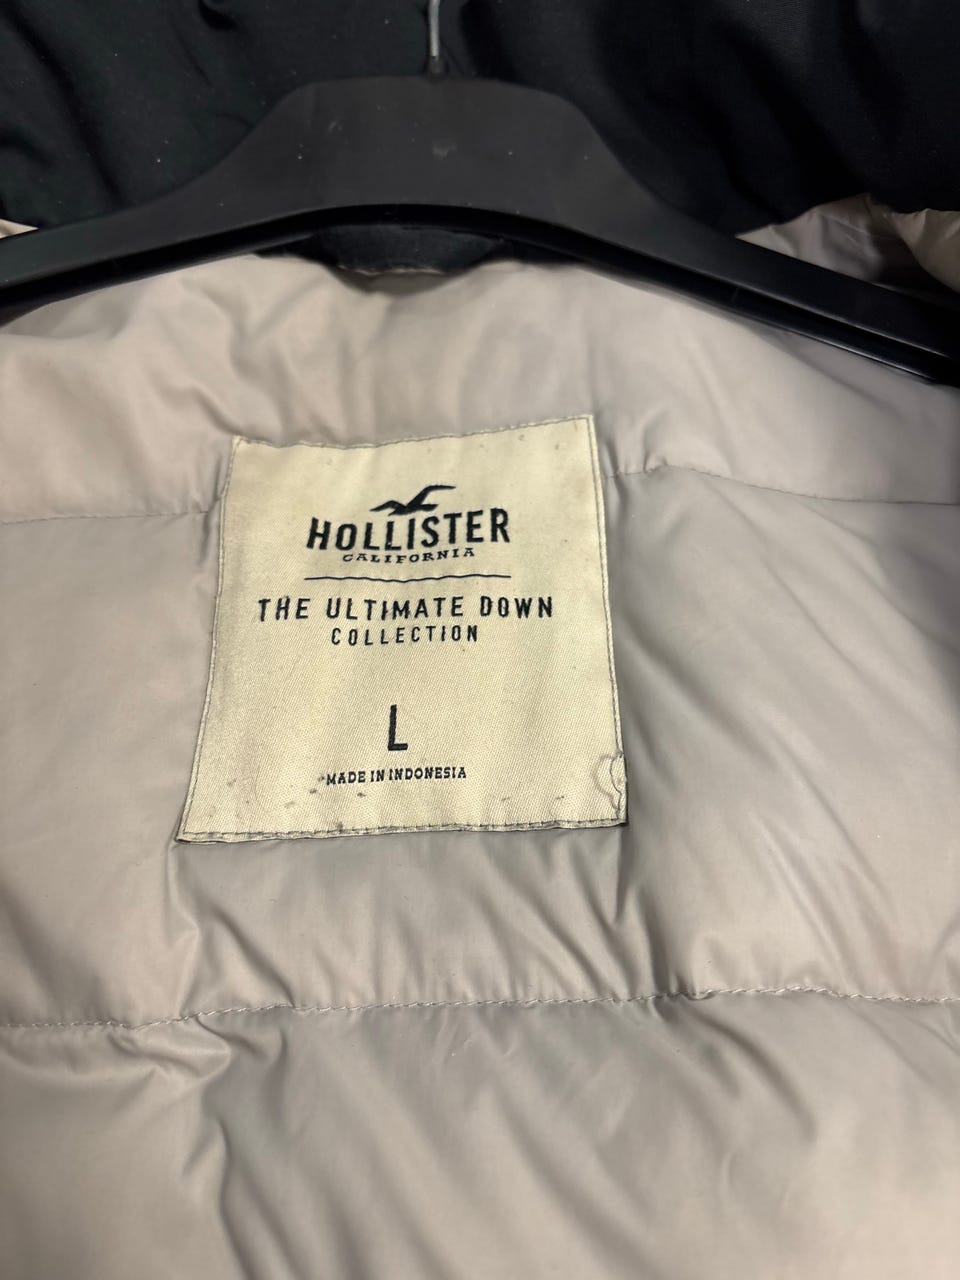 HOLLISTER
CALIFORNIA
THE ULTIMATE DOWN
COLLECTION
L
MADE IN INDONESIA